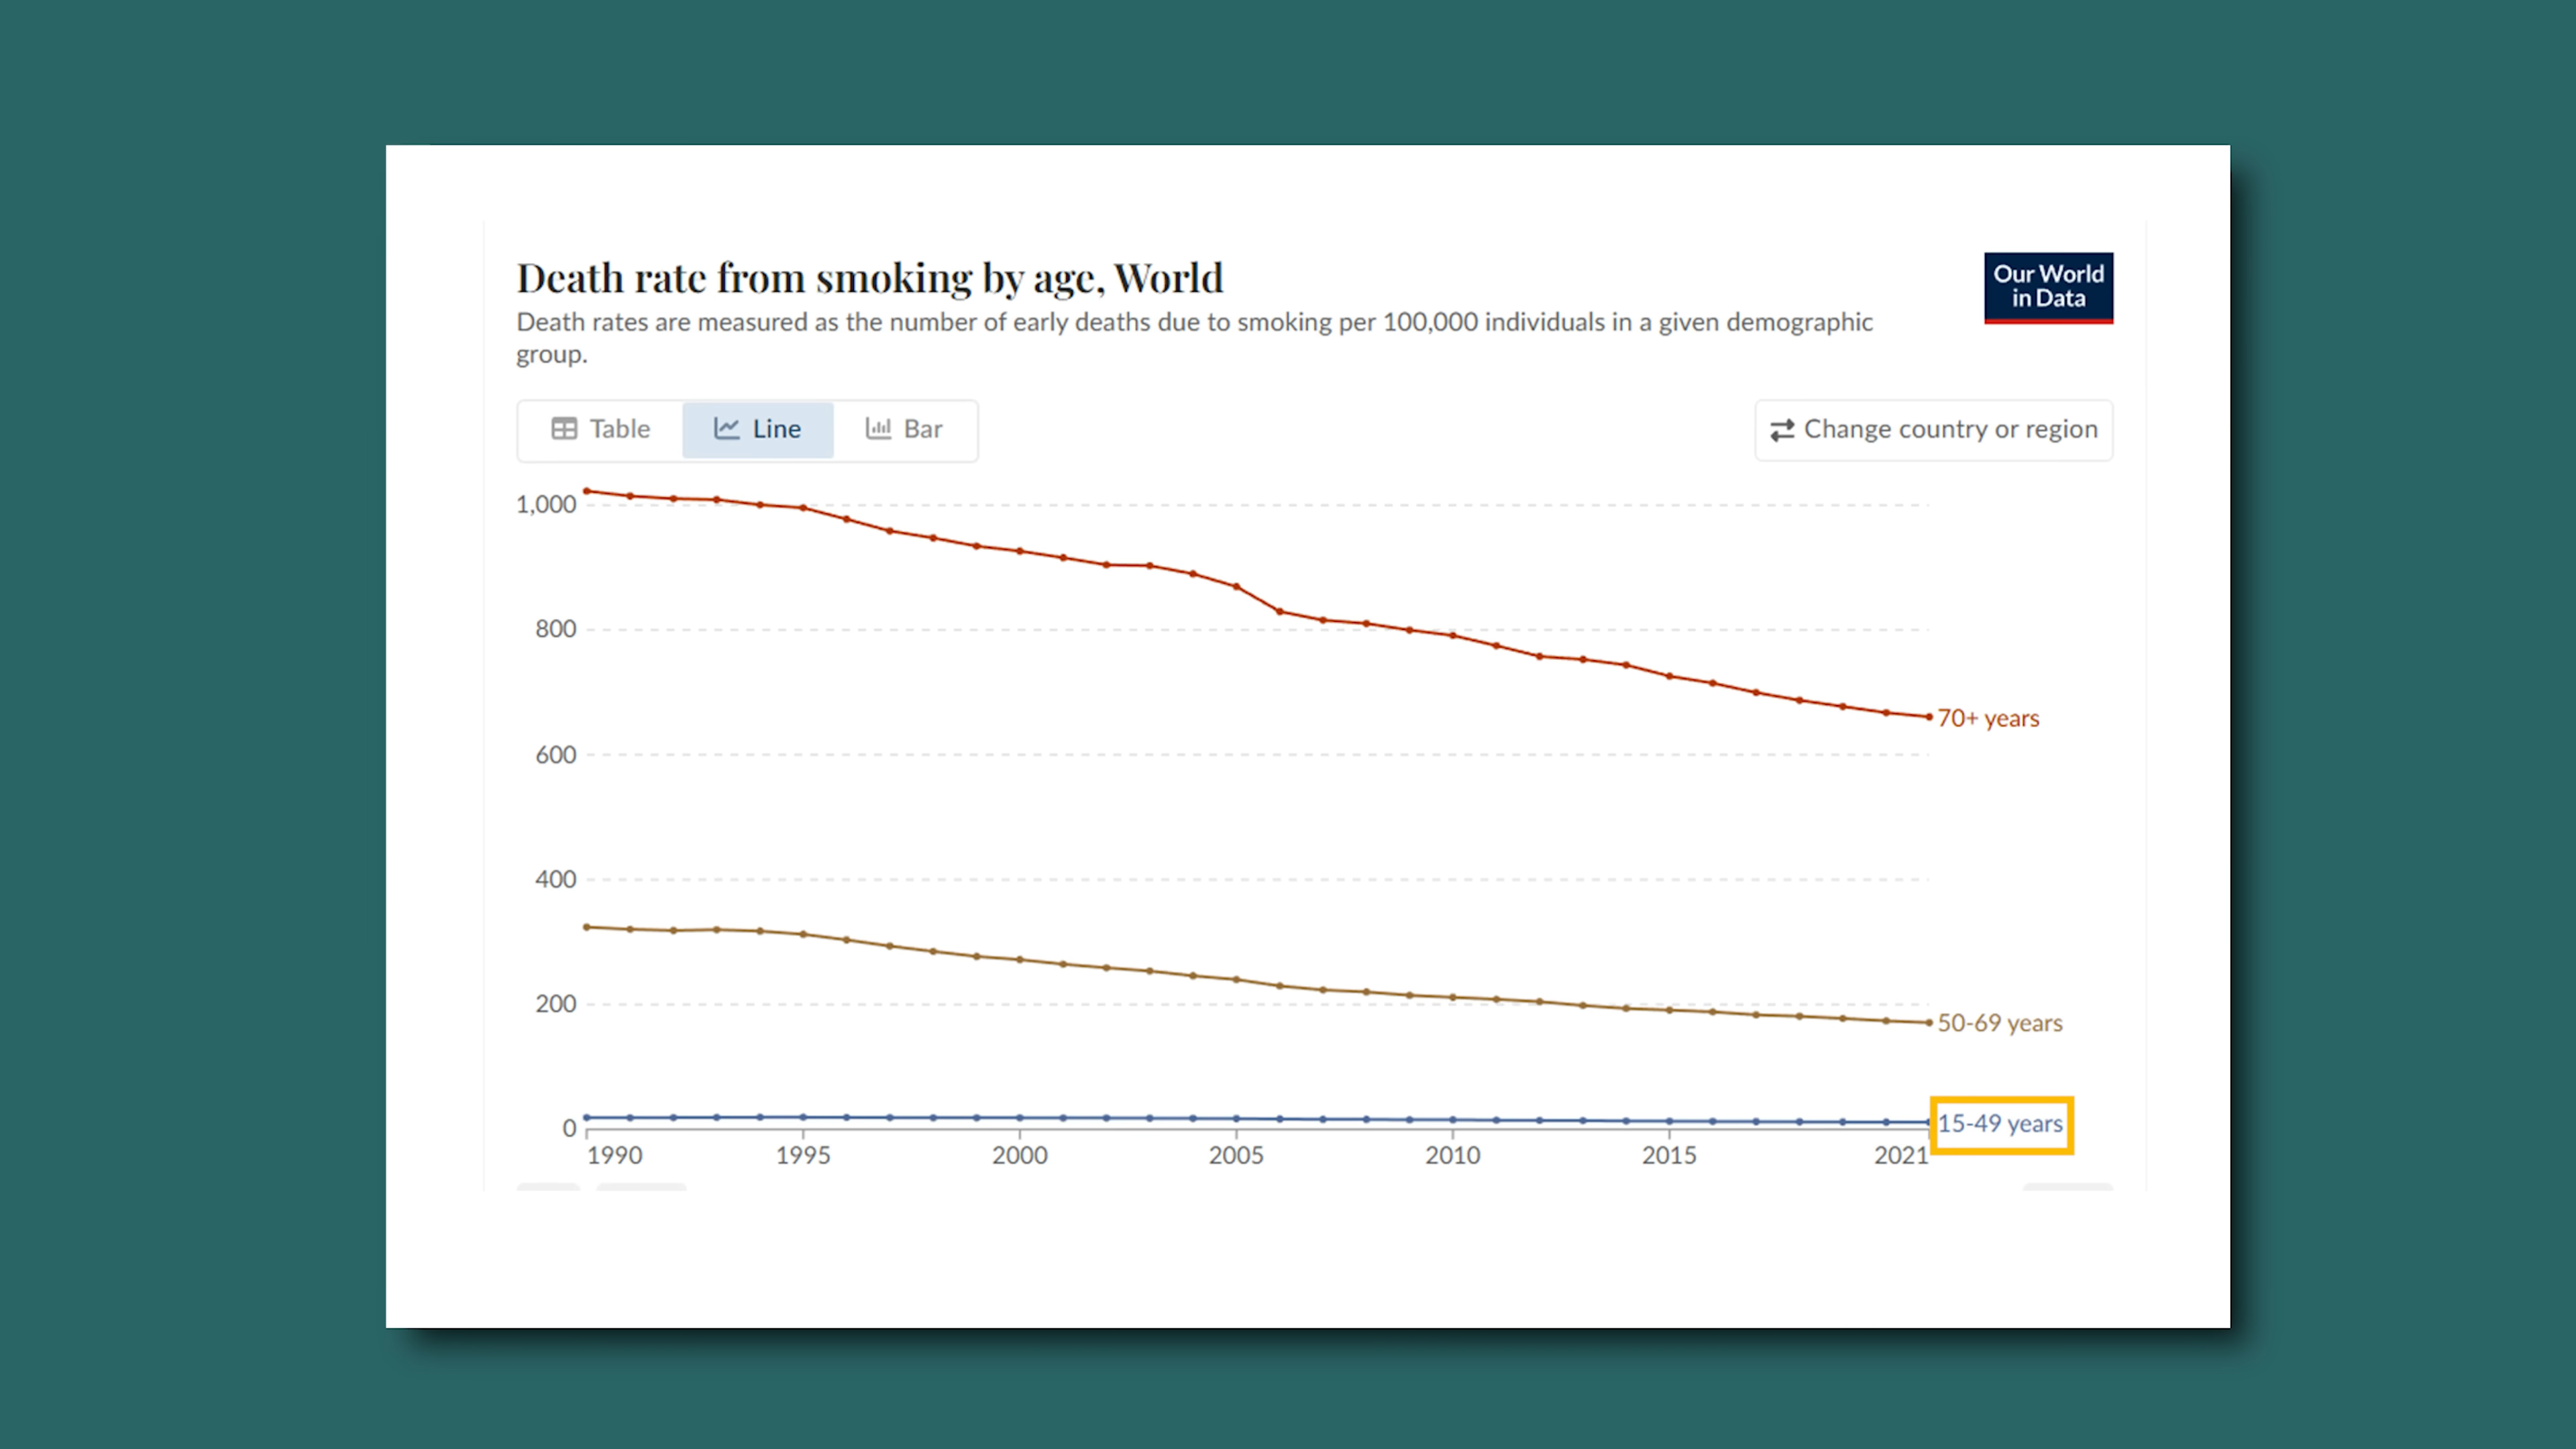 Death rate from smoking by age, World
Our World
in Data
Death rates are measured as the number of early deaths due to smoking per 100,000 individuals in a given demographic
group.
Table Line Bar
Change country or region
1,000
800
70+ years
600
400
200
50-69 years
0
15-49 years
1990 1995 2000 2005 2010 2015 2021